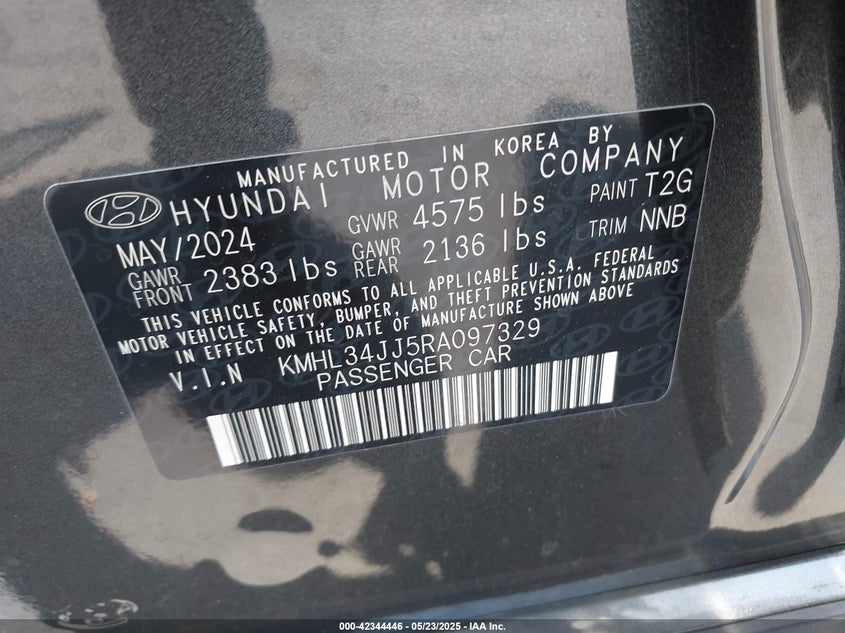 MANUFACTURED IN KOREA BY
HYUNDAI MOTOR COMPANY
MAY/2024 GVWR 4575 lbs PAINT T2G
GAWR FRONT 2383 lbs GAWR REAR 2136 lbs TRIM NNB
THIS VEHICLE CONFORMS TO ALL APPLICABLE U.S.A. FEDERAL
MOTOR VEHICLE SAFETY, BUMPER, AND THEFT PREVENTION STANDARDS
IN EFFECT ON THE DATE OF MANUFACTURE SHOWN ABOVE
V.I.N KMHL34JJ5RA097329
PASSENGER CAR
000-42344446 - 05/23/2025 - IAA Inc.